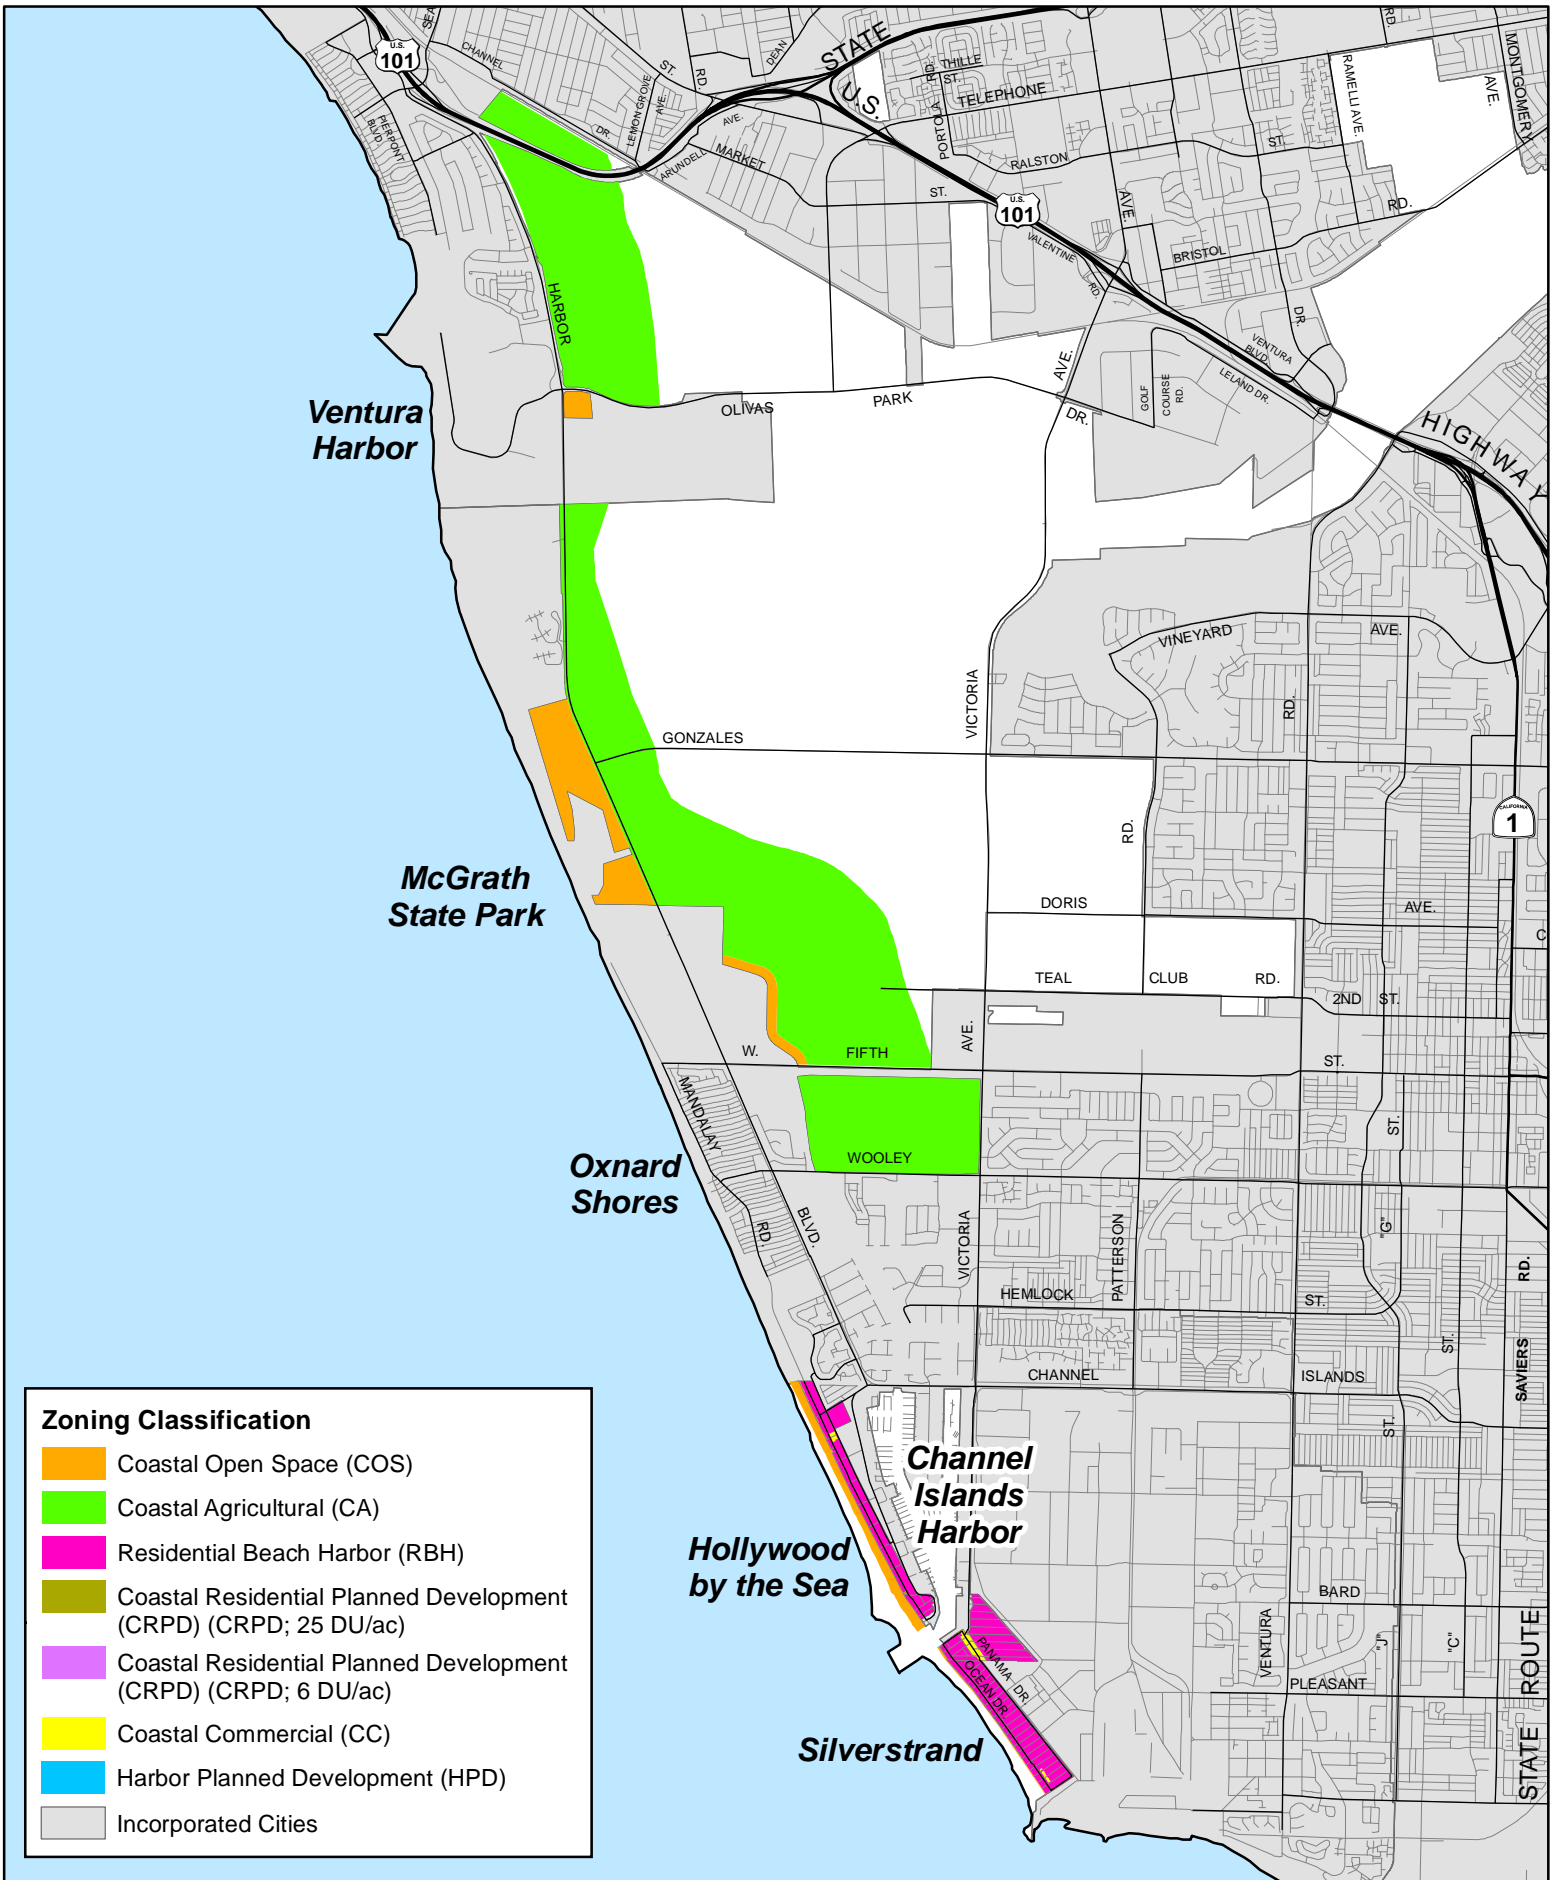 SEA
U.S.
101
CHANNEL
ST.
RD.
DEAN
STATE
U.S.
RD.
THILLE
ST.
PORTOLA
TELEPHONE
RD.
RAMELLI AVE.
MONTGOMERY
AVE.
PIERPONT
BLVD
DR.
LEMON GROVE
AVE.
AVE.
ARUNDELL
MARKET
ST.
RALSTON
ST.
U.S.
101
AVE.
RD.
VALENTINE
RD.
BRISTOL
DR.
HARBOR
VENTURA
BLVD
LELAND DR.
AVE.
GOLF
COURSE
RD.
OLIVAS
PARK
DR.
HIGHWAY
Ventura
Harbor
VINEYARD
AVE.
VICTORIA
RD.
GONZALES
CALIFORNIA
1
RD.
McGrath
State Park
DORIS
AVE.
C
TEAL
CLUB
RD.
2ND
ST.
AVE.
W.
FIFTH
ST.
MANDALAY
ST.
WOOLEY
Oxnard
Shores
RD.
BLVD.
VICTORIA
PATTERSON
"G"
RD.
HEMLOCK
ST.
ST.
SAVIERS
CHANNEL
ISLANDS
ST.
Channel
Islands
Harbor
Hollywood
by the Sea
BARD
VENTURA
"J"
"C"
PANAMA DR.
OCEAN DR.
PLEASANT
STATE ROUTE
Silverstrand
Zoning Classification
Coastal Open Space (COS)
Coastal Agricultural (CA)
Residential Beach Harbor (RBH)
Coastal Residential Planned Development
(CRPD) (CRPD; 25 DU/ac)
Coastal Residential Planned Development
(CRPD) (CRPD; 6 DU/ac)
Coastal Commercial (CC)
Harbor Planned Development (HPD)
Incorporated Cities